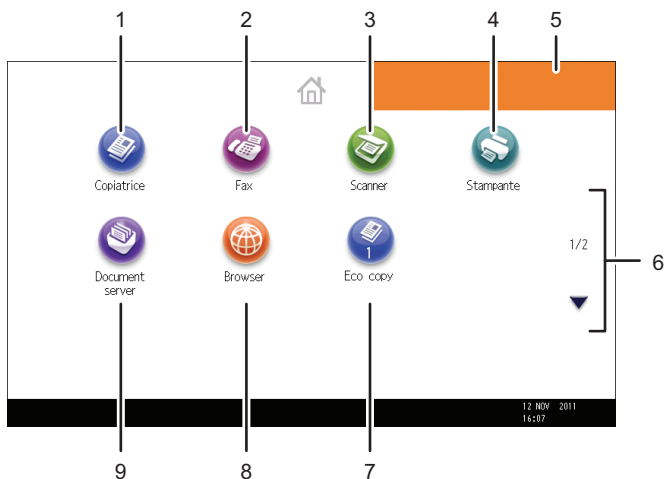 1 2 3 4 5
Copiatrice Fax Scanner Stampante
1/2
6
1
Document server
Browser
Eco copy
12 NOV 2011
16:07
9 8 7